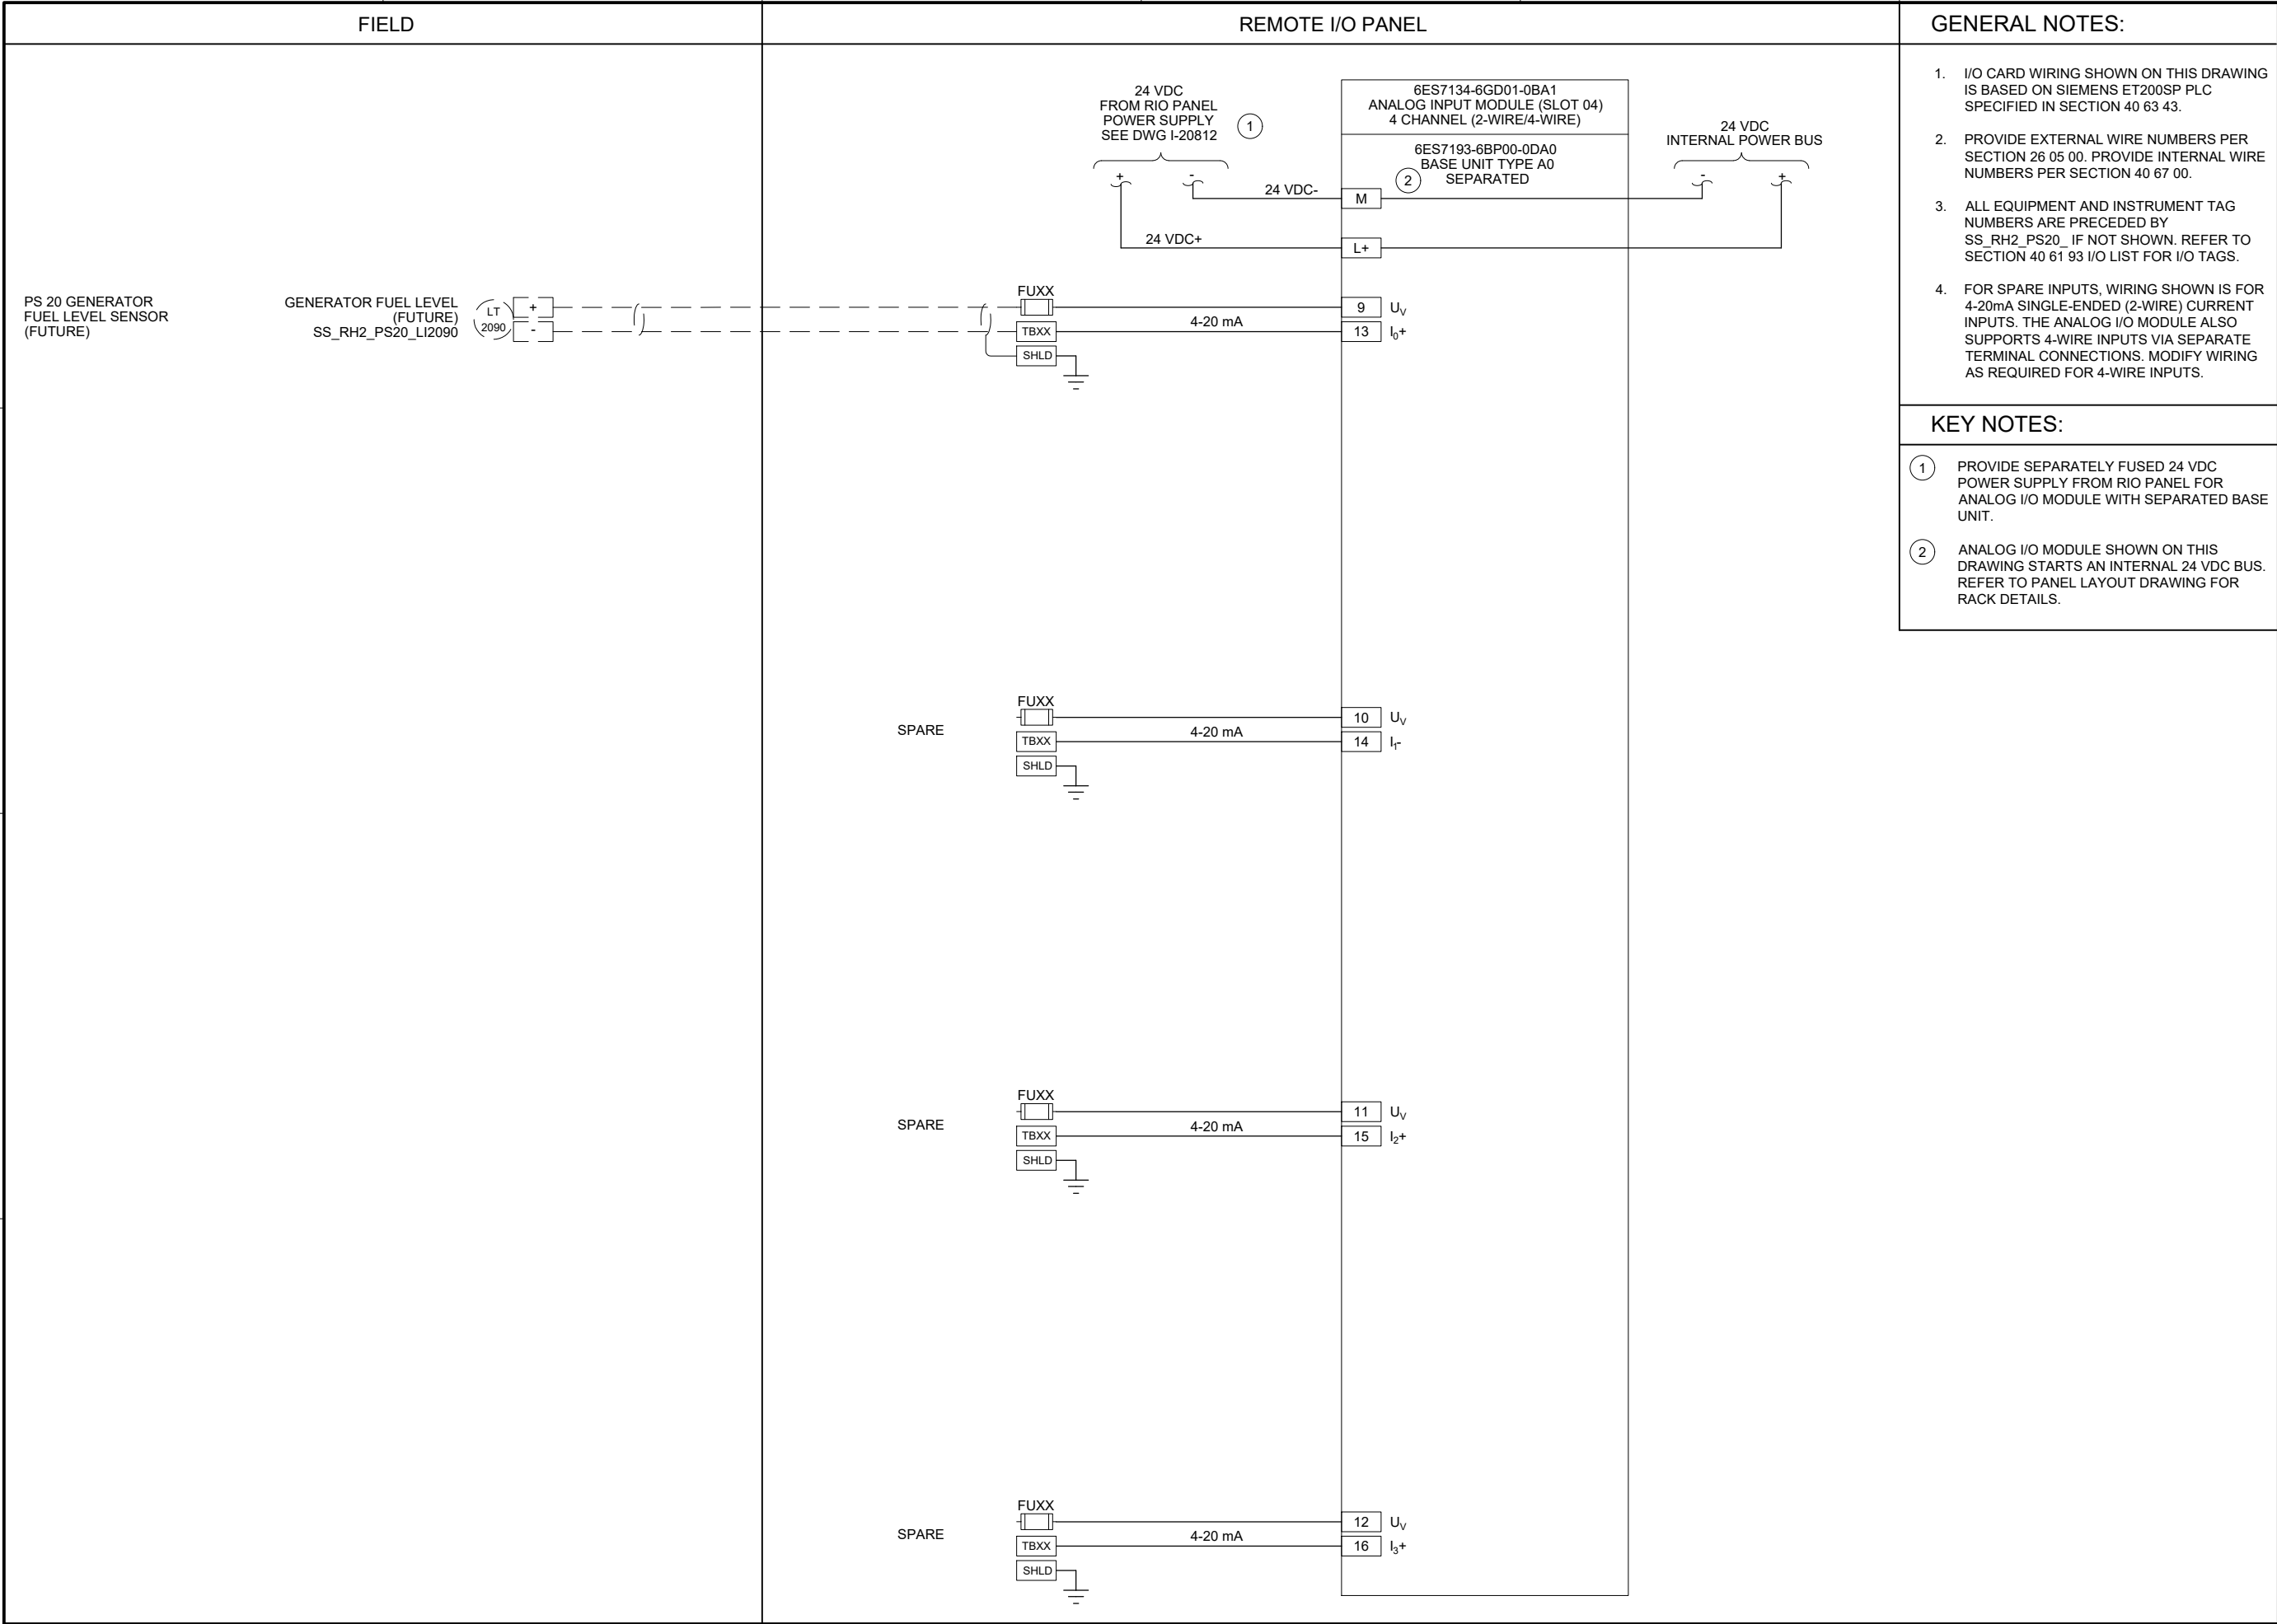 FIELD
REMOTE I/O PANEL
GENERAL NOTES:
1. I/O CARD WIRING SHOWN ON THIS DRAWING
IS BASED ON SIEMENS ET200SP PLC
SPECIFIED IN SECTION 40 63 43.
2. PROVIDE EXTERNAL WIRE NUMBERS PER
SECTION 26 05 00. PROVIDE INTERNAL WIRE
NUMBERS PER SECTION 40 67 00.
3. ALL EQUIPMENT AND INSTRUMENT TAG
NUMBERS ARE PRECEDED BY
SS_RH2_PS20_ IF NOT SHOWN. REFER TO
SECTION 40 61 93 I/O LIST FOR I/O TAGS.
4. FOR SPARE INPUTS, WIRING SHOWN IS FOR
4-20mA SINGLE-ENDED (2-WIRE) CURRENT
INPUTS. THE ANALOG I/O MODULE ALSO
SUPPORTS 4-WIRE INPUTS VIA SEPARATE
TERMINAL CONNECTIONS. MODIFY WIRING
AS REQUIRED FOR 4-WIRE INPUTS.
KEY NOTES:
1 PROVIDE SEPARATELY FUSED 24 VDC
POWER SUPPLY FROM RIO PANEL FOR
ANALOG I/O MODULE WITH SEPARATED BASE
UNIT.
2 ANALOG I/O MODULE SHOWN ON THIS
DRAWING STARTS AN INTERNAL 24 VDC BUS.
REFER TO PANEL LAYOUT DRAWING FOR
RACK DETAILS.
24 VDC
FROM RIO PANEL
POWER SUPPLY
SEE DWG I-20812
1
+ -
6ES7134-6GD01-0BA1
ANALOG INPUT MODULE (SLOT 04)
4 CHANNEL (2-WIRE/4-WIRE)
6ES7193-6BP00-0DA0
BASE UNIT TYPE A0
SEPARATED
2
24 VDC
INTERNAL POWER BUS
- +
24 VDC-
M
24 VDC+
L+
PS 20 GENERATOR
FUEL LEVEL SENSOR
(FUTURE)
GENERATOR FUEL LEVEL
(FUTURE)
SS_RH2_PS20_LI2090
LT
2090
+
-
FUXX
TBXX
SHLD
4-20 mA
9 UV
13 I0+
SPARE
FUXX
TBXX
SHLD
4-20 mA
10 UV
14 I1-
SPARE
FUXX
TBXX
SHLD
4-20 mA
11 UV
15 I2+
SPARE
FUXX
TBXX
SHLD
4-20 mA
12 UV
16 I3+